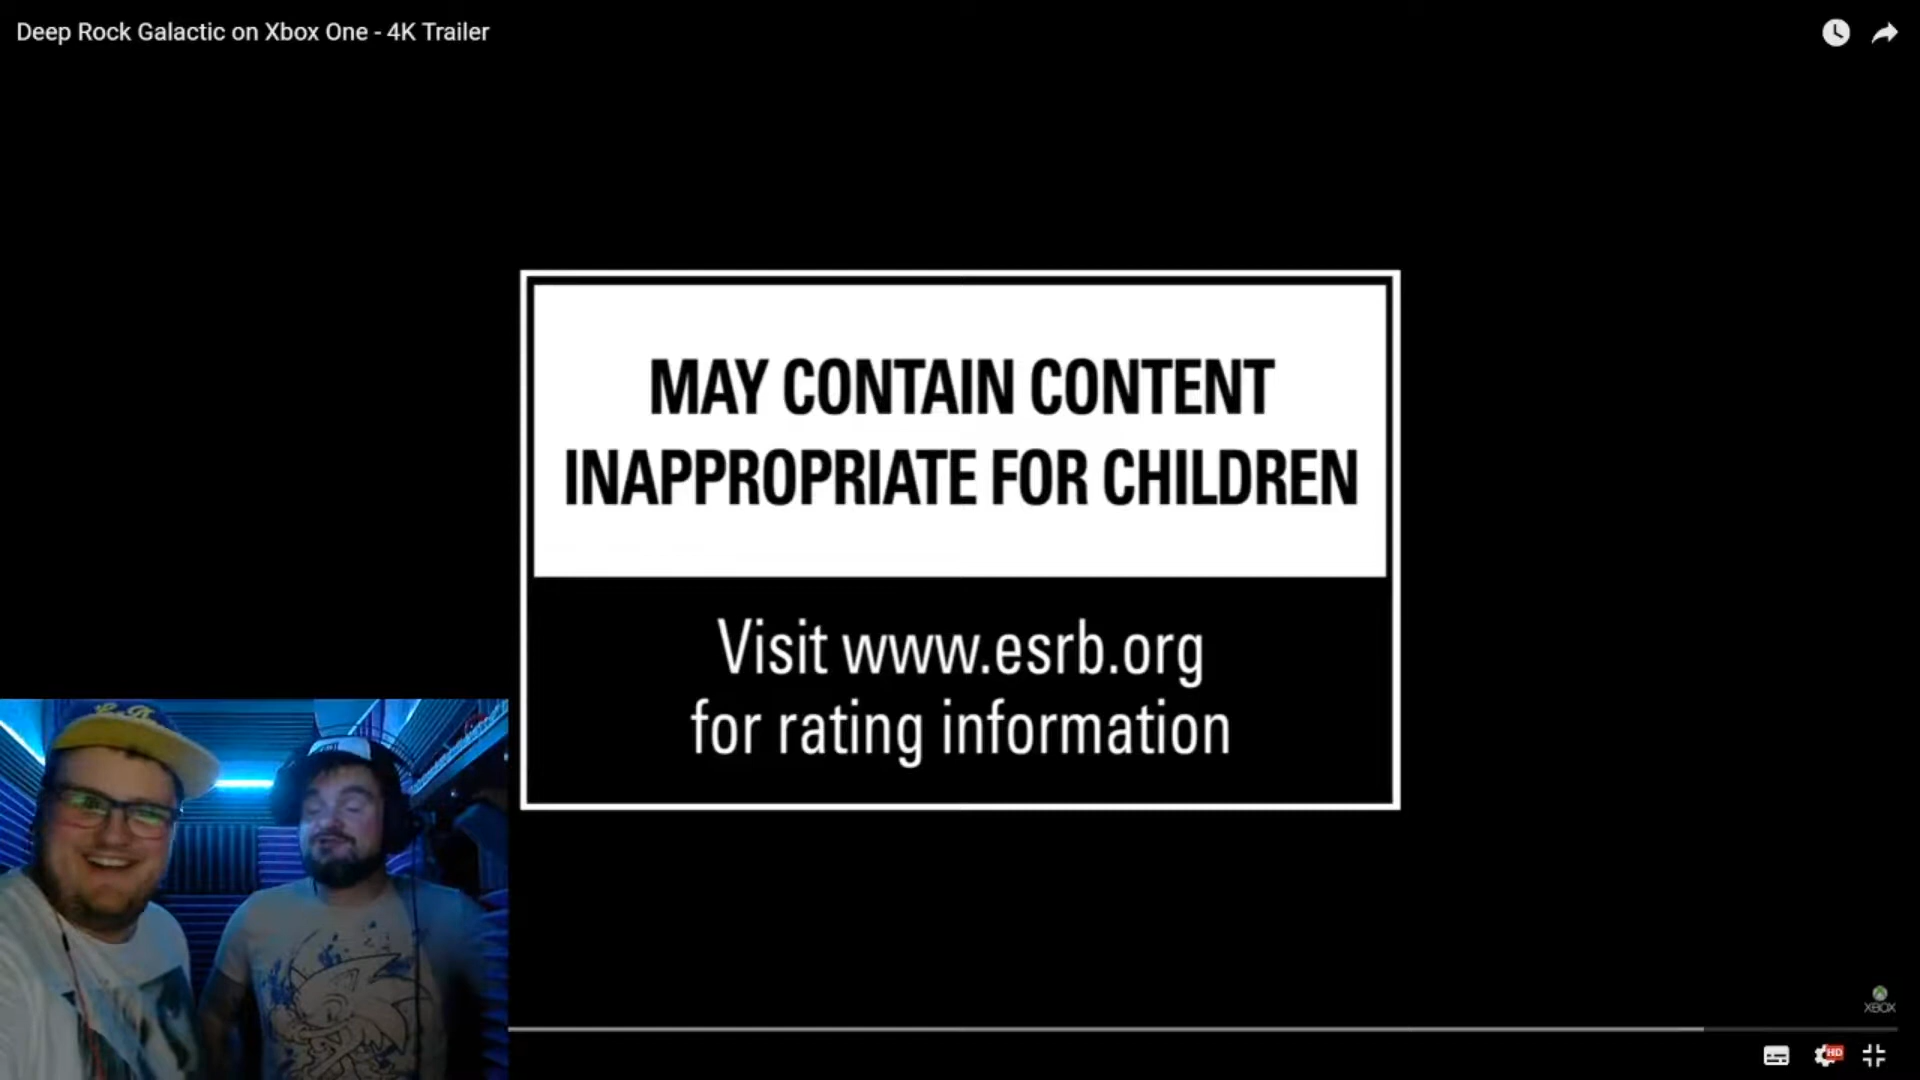 Deep Rock Galactic on Xbox One - 4K Trailer
MAY CONTAIN CONTENT
INAPPROPRIATE FOR CHILDREN
Visit www.esrb.org
for rating information
XBOX
HD